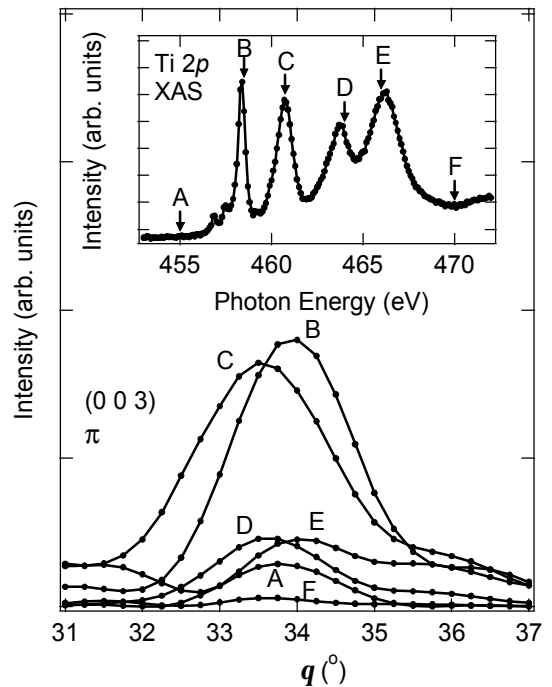 Intensity (arb. units)
Ti 2p
XAS
A
B
C
D
E
F
Intensity (arb. units)
455
460
465
470
Photon Energy (eV)
(0 0 3)
π
C
B
D
E
A
F
31
32
33
34
35
36
37
q (°)